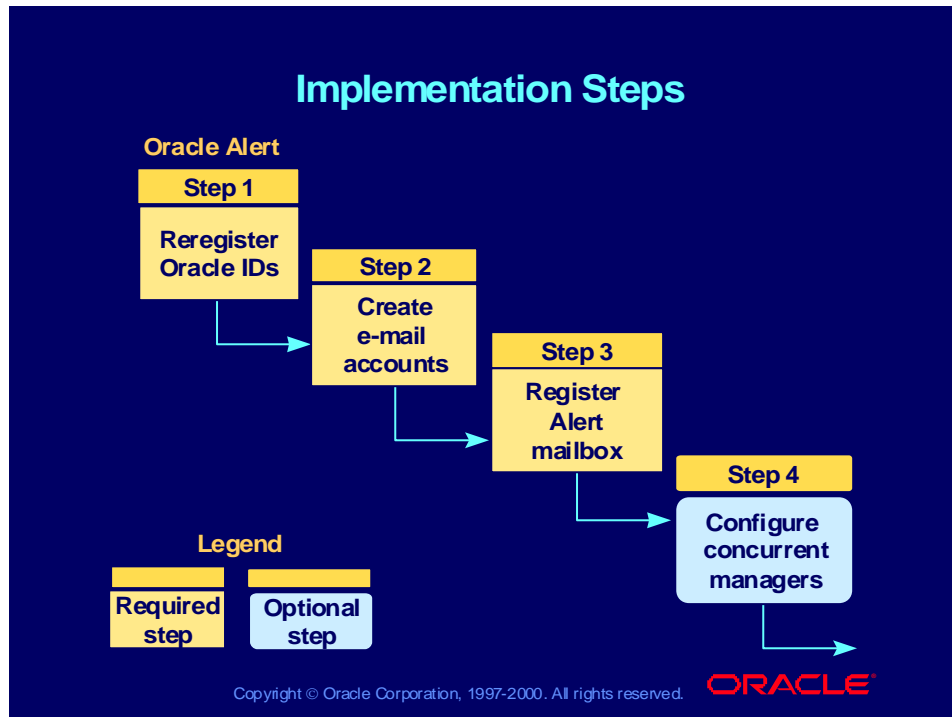 Implementation Steps
Oracle Alert
Step 1
Reregister
Oracle IDs
Step 2
Create
e-mail
accounts
Step 3
Register
Alert
mailbox
Step 4
Configure
concurrent
managers
Legend
Required
step
Optional
step
Copyright © Oracle Corporation, 1997-2000. All rights reserved.
ORACLE®